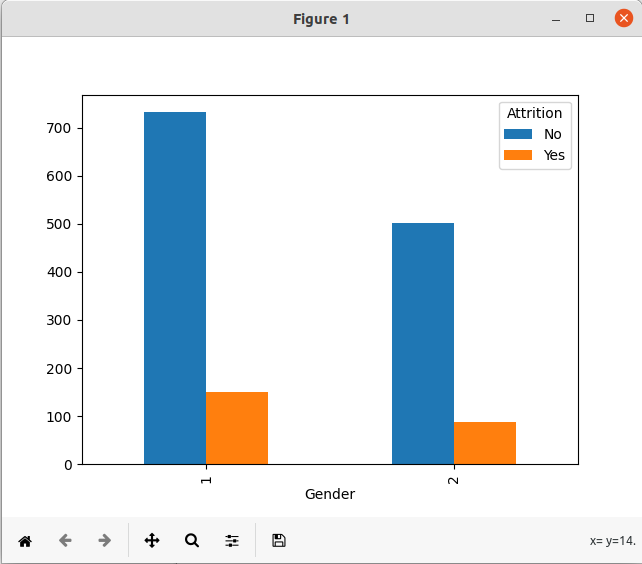 Figure 1
Attrition
No
Yes
700
600
500
400
300
200
100
0
1
2
Gender
x= y=14.